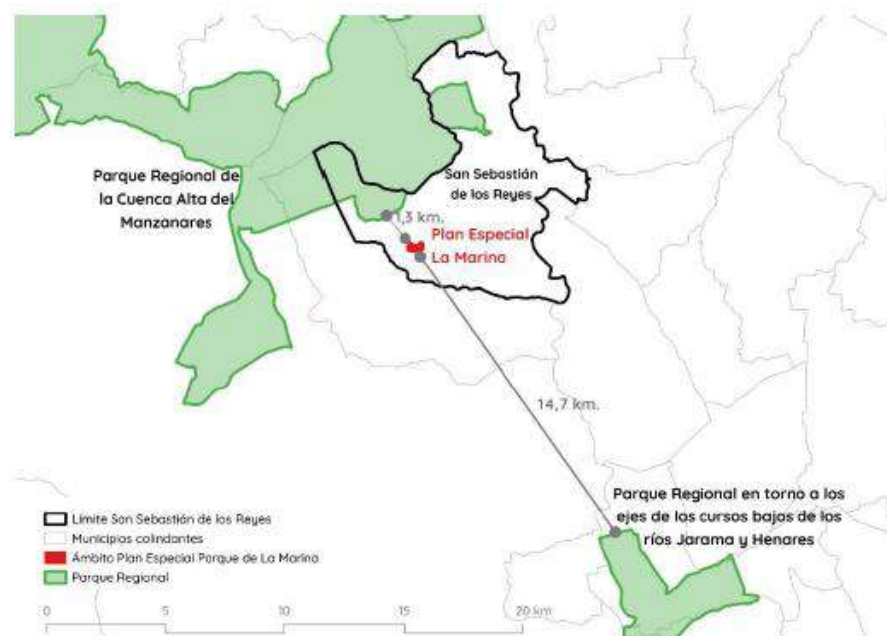 Parque Regional de
la Cuenca Alta del
Manzanares
San Sebastián
de los Reyes
1,3 km.
Plan Especial
La Marina
14,7 km.
Parque Regional en torno a los
ejes de los cursos bajos de los
ríos Jarama y Henares
Límite San Sebastián de los Reyes
Municipios colindantes
Ámbito Plan Especial Parque de La Marina
Parque Regional
0 5 10 15 20 km